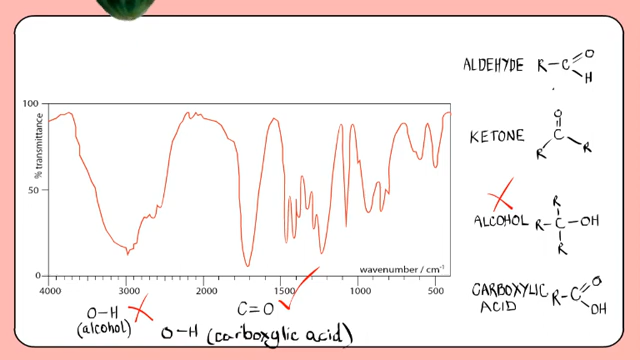 ALDEHYDE R-C O H
KETONE O C R R
ALCOHOL R R-C-OH R
CARBOXYLIC ACID R-C O OH
% transmittance
100
50
0
4000 3000 2000 1500 1000 500
wavenumber / cm⁻¹
O-H (alcohol)
C=O
O-H (carboxylic acid)